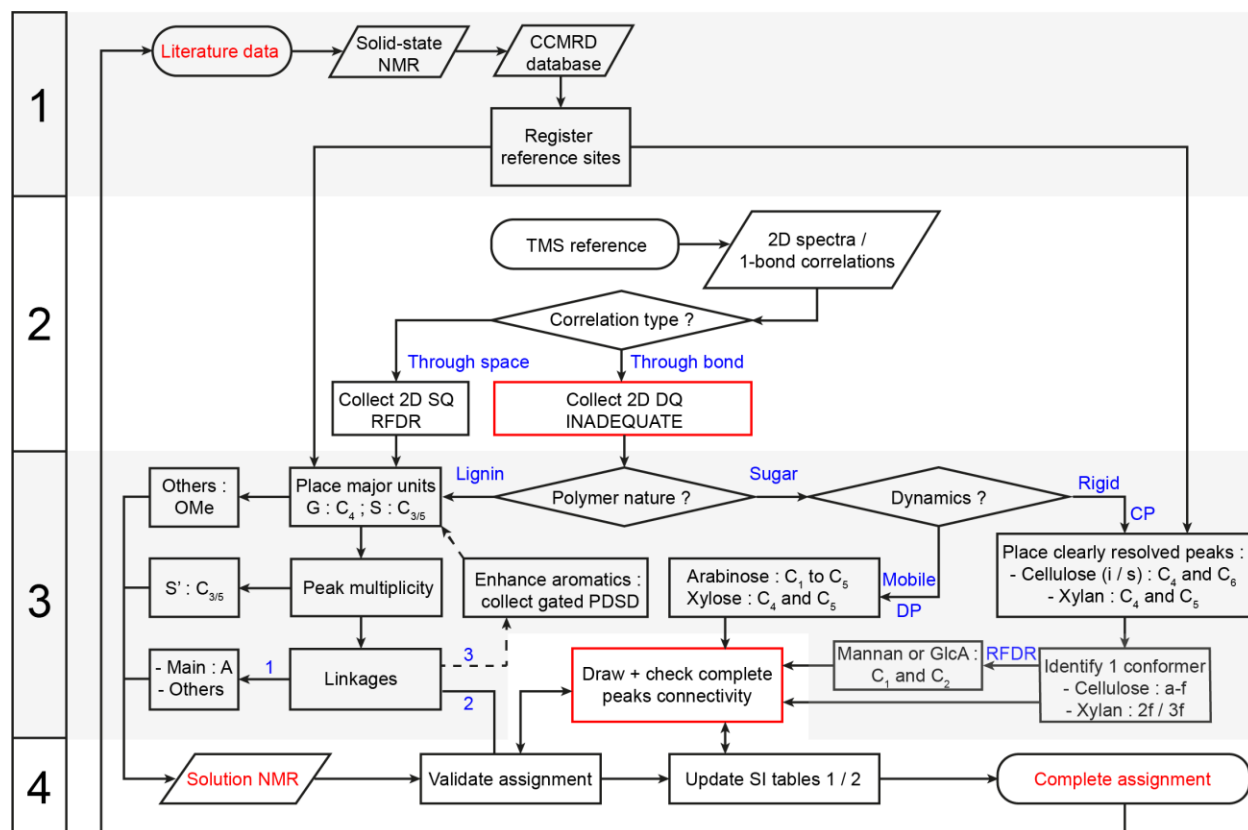 1
Literature data
Solid-state
NMR
CCMRD
database
Register
reference sites
2
TMS reference
2D spectra /
1-bond correlations
Correlation type ?
Through space
Through bond
Collect 2D SQ
RFDR
Collect 2D DQ
INADEQUATE
3
Others :
OMe
Place major units
G : C₄ ; S : C₃/₅
Lignin
Polymer nature ?
Sugar
Dynamics ?
Rigid
CP
S' : C₃/₅
Peak multiplicity
Enhance aromatics :
collect gated PDSD
Arabinose : C₁ to C₅
Xylose : C₄ and C₅
Mobile
DP
Place clearly resolved peaks :
- Cellulose (i / s) : C₄ and C₆
- Xylan : C₄ and C₅
- Main : A
- Others
1
Linkages
3
2
Draw + check complete
peaks connectivity
Mannan or GlcA :
C₁ and C₂
RFDR
Identify 1 conformer
- Cellulose : a-f
- Xylan : 2f / 3f
4
Solution NMR
Validate assignment
Update SI tables 1 / 2
Complete assignment